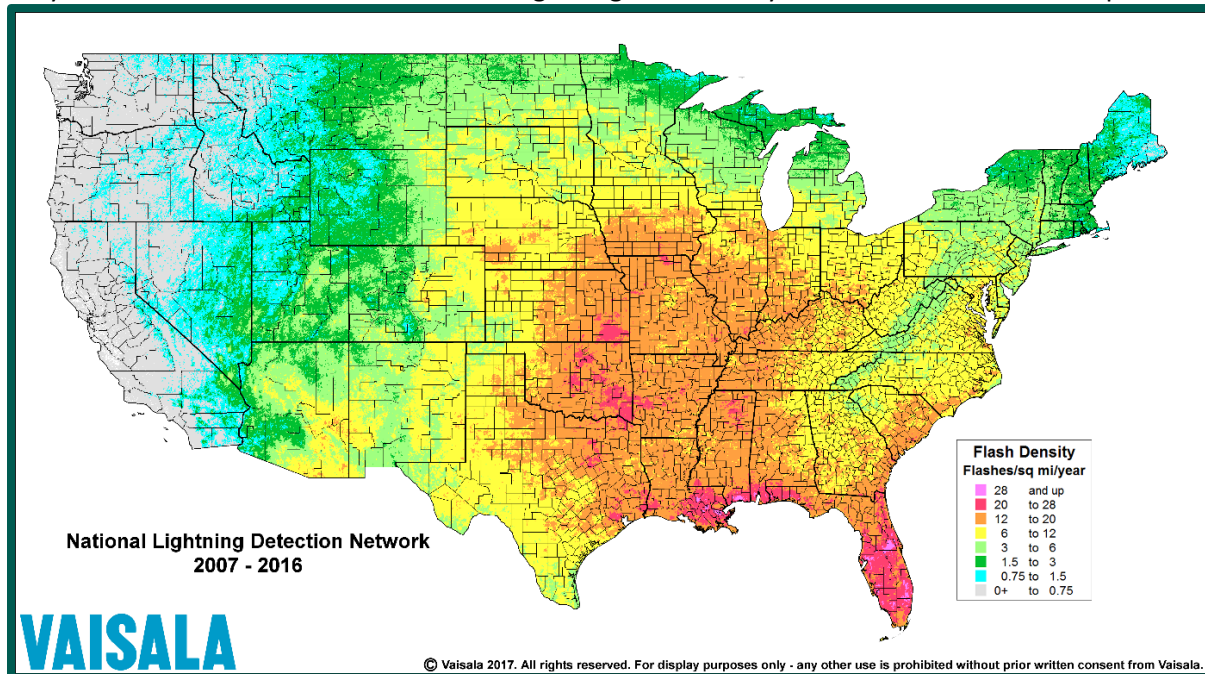 National Lightning Detection Network
2007 - 2016
Flash Density
Flashes/sq mi/year
28 and up
20 to 28
12 to 20
6 to 12
3 to 6
1.5 to 3
0.75 to 1.5
0+ to 0.75
VAISALA
© Vaisala 2017. All rights reserved. For display purposes only - any other use is prohibited without prior written consent from Vaisala.